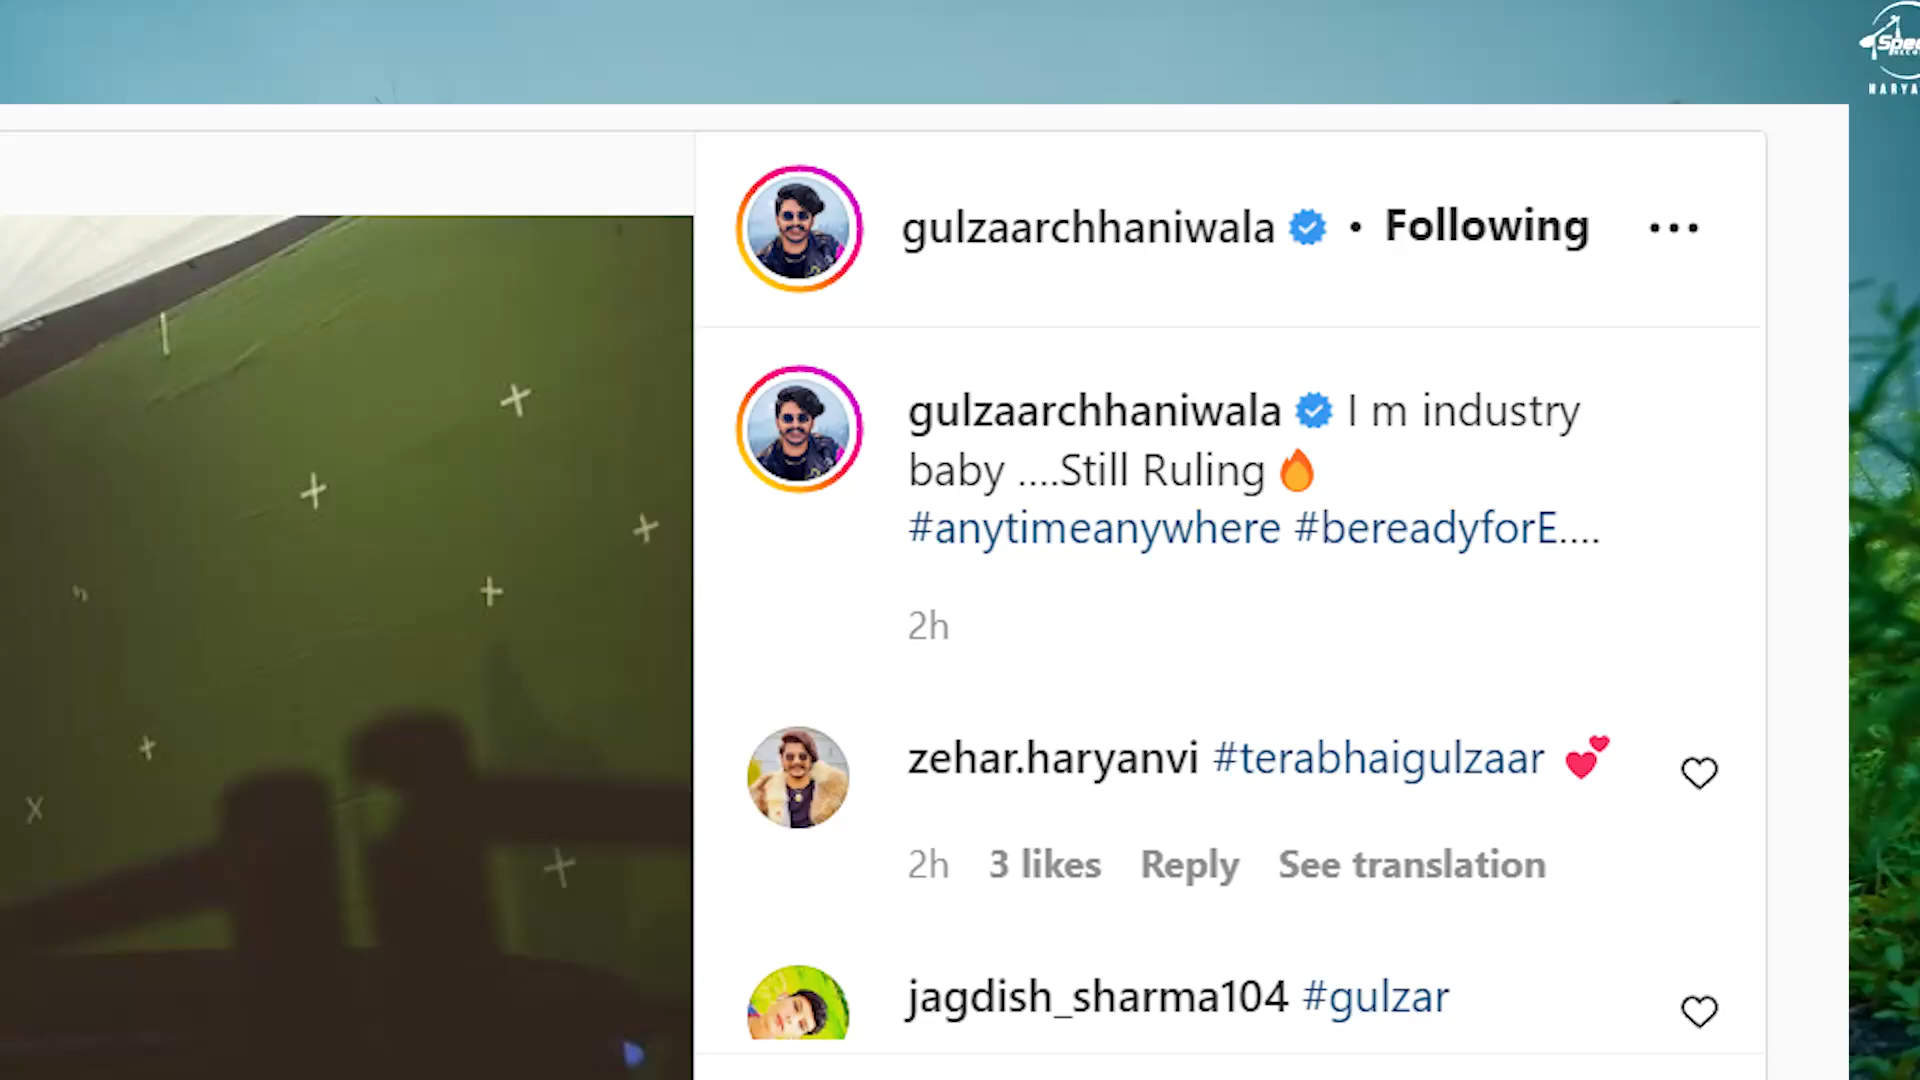 gulzaarchhaniwala • Following •••
gulzaarchhaniwala I m industry
baby ....Still Ruling 🔥
#anytimeanywhere #bereadyforE....
2h
zehar.haryanvi #terabhaigulzaar 💕
2h 3 likes Reply See translation
jagdish_sharma104 #gulzar